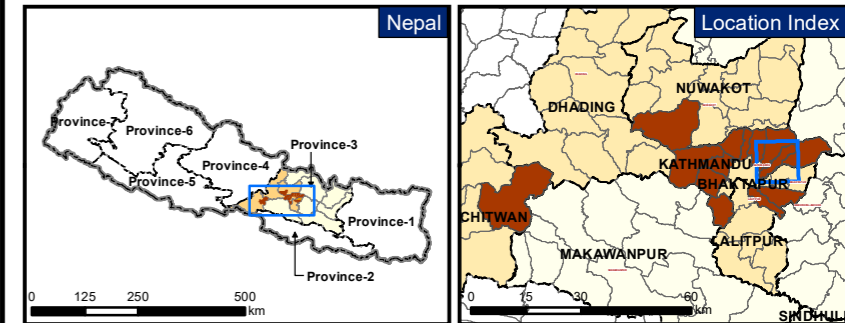 Nepal
Province-7
Province-6
Province-5
Province-4
Province-3
Province-1
Province-2
0 125 250 500
km
Location Index
NUWAKOT
DHADING
KATHMANDU
BHAKTAPUR
CHITWAN
LALITPUR
MAKAWANPUR
SINDHULI
0 15 30 60
km